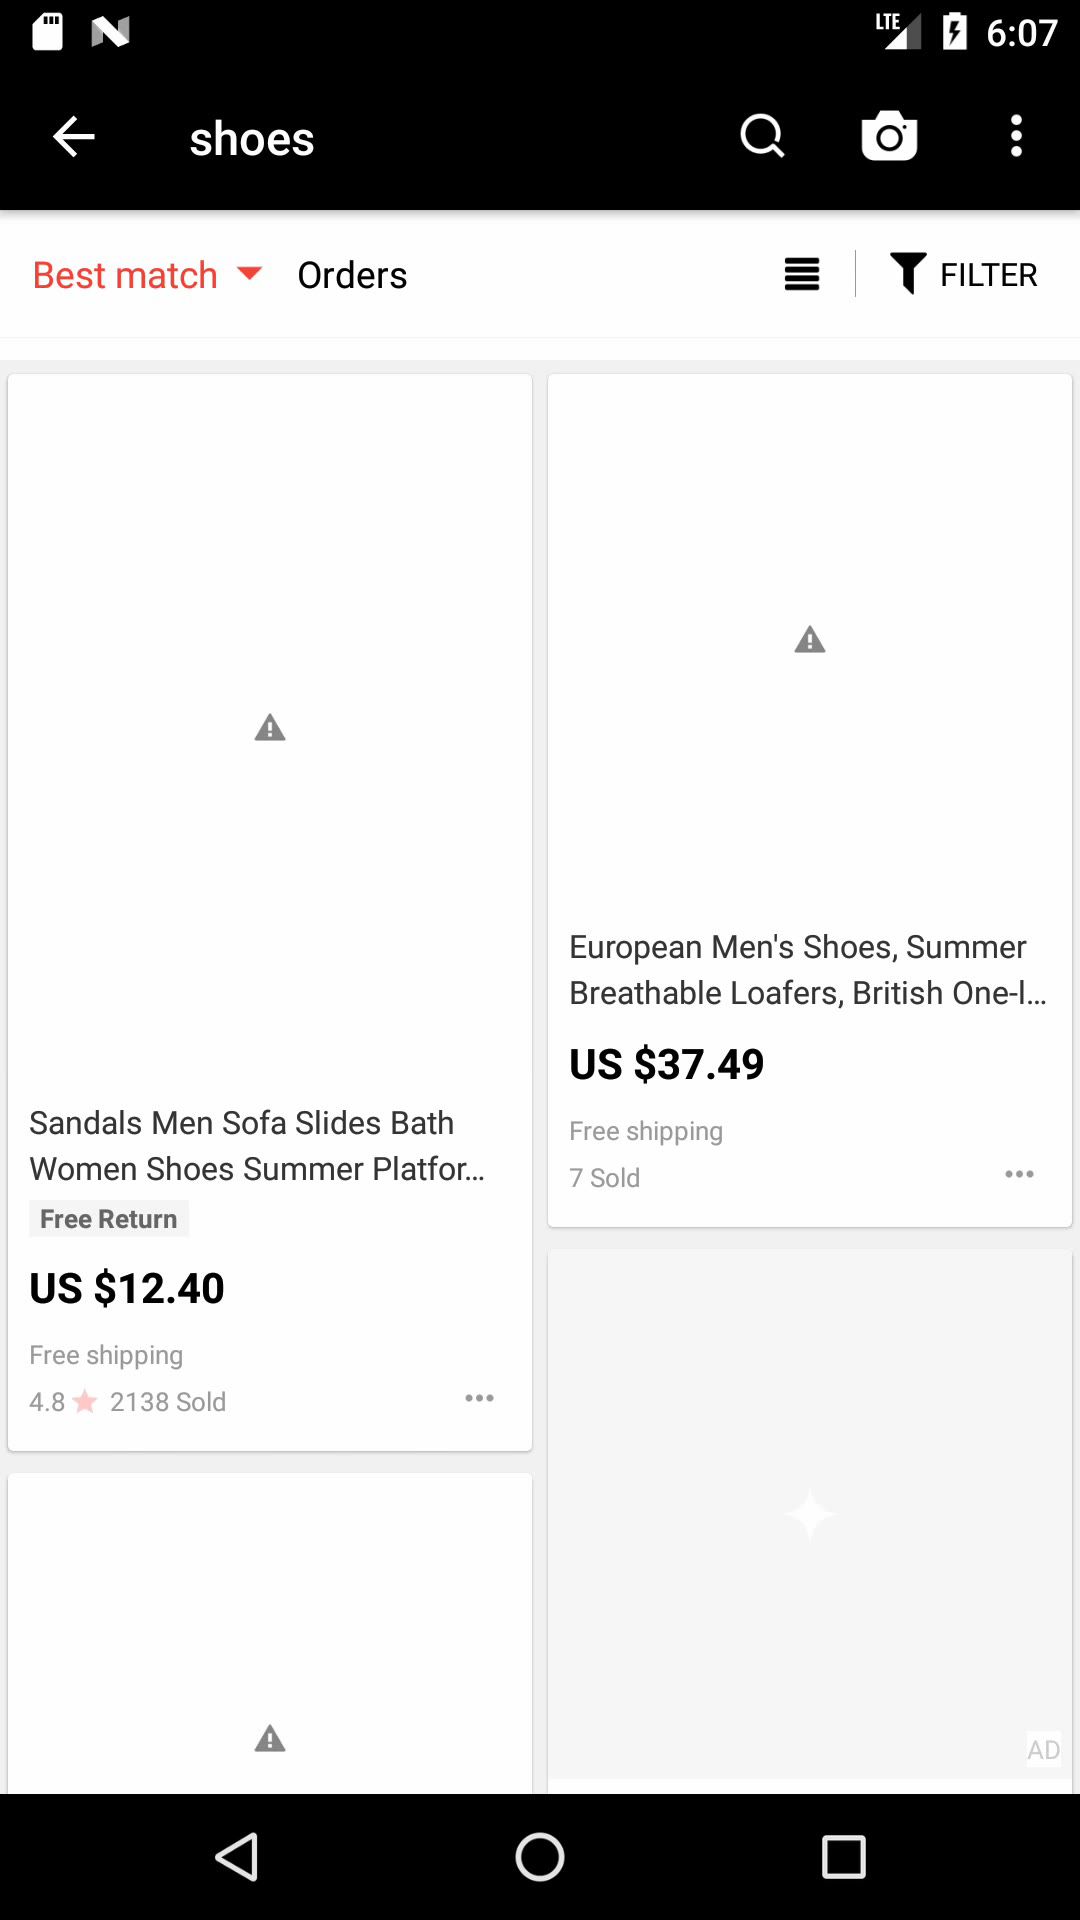 LTE 6:07
shoes
Best match Orders FILTER
Sandals Men Sofa Slides Bath
Women Shoes Summer Platfor...
Free Return
US $12.40
Free shipping
4.8 2138 Sold
European Men's Shoes, Summer
Breathable Loafers, British One-l...
US $37.49
Free shipping
7 Sold
AD